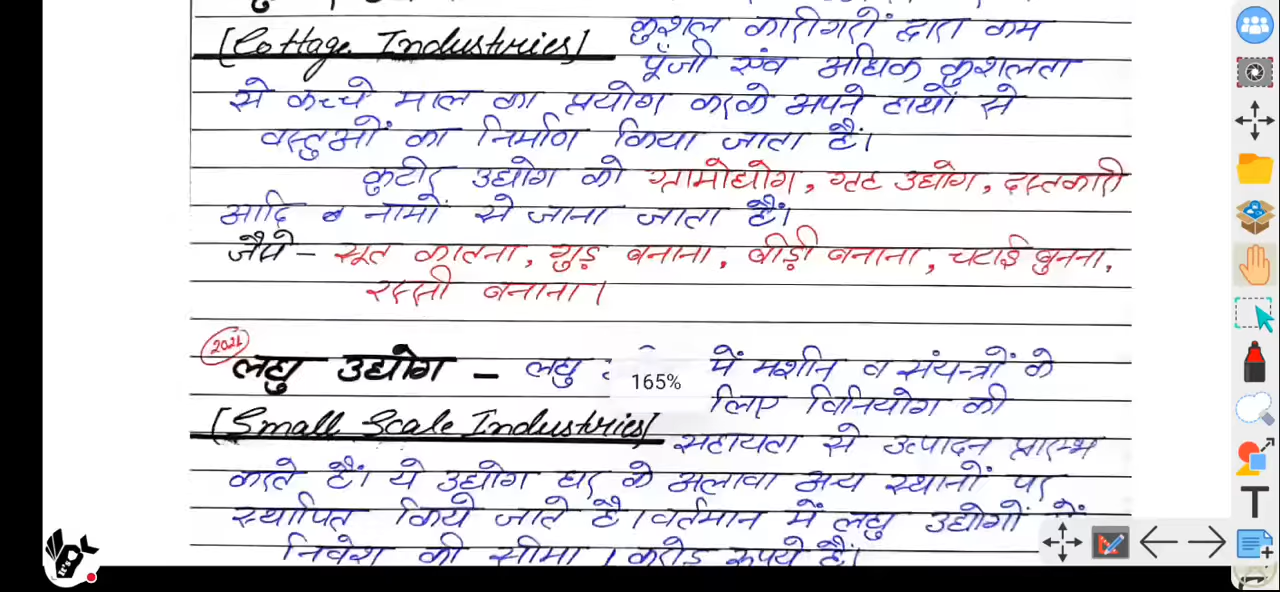 [Cottage Industries] कुशल कारीगरों द्वारा कम
पूँजी एंव अधिक कुशलता
से कच्चे माल का प्रयोग करके अपने हाथों से
वस्तुओं का निर्माण किया जाता है।
कुटीर उद्योग को ग्रामोद्योग, गृह उद्योग, दस्तकारी
आदि नामों से जाना जाता है।
जैसे - सूत कातना, गुड़ बनाना, बीड़ी बनाना, चटाई बुनना,
रस्सी बनाना।
2021
लघु उद्योग - लघु में मशीन व संयन्त्रों के
165%
लिए विनियोग की
[Small Scale Industries] सहायता से उत्पादन प्रारम्भ
करते हैं। ये उद्योग घर के अलावा अन्य स्थानों पर
स्थापित किये जाते है। वर्तमान में लघु उद्योगों में
निवेश की सीमा 1 करोड़ रूपये है।
It's
T